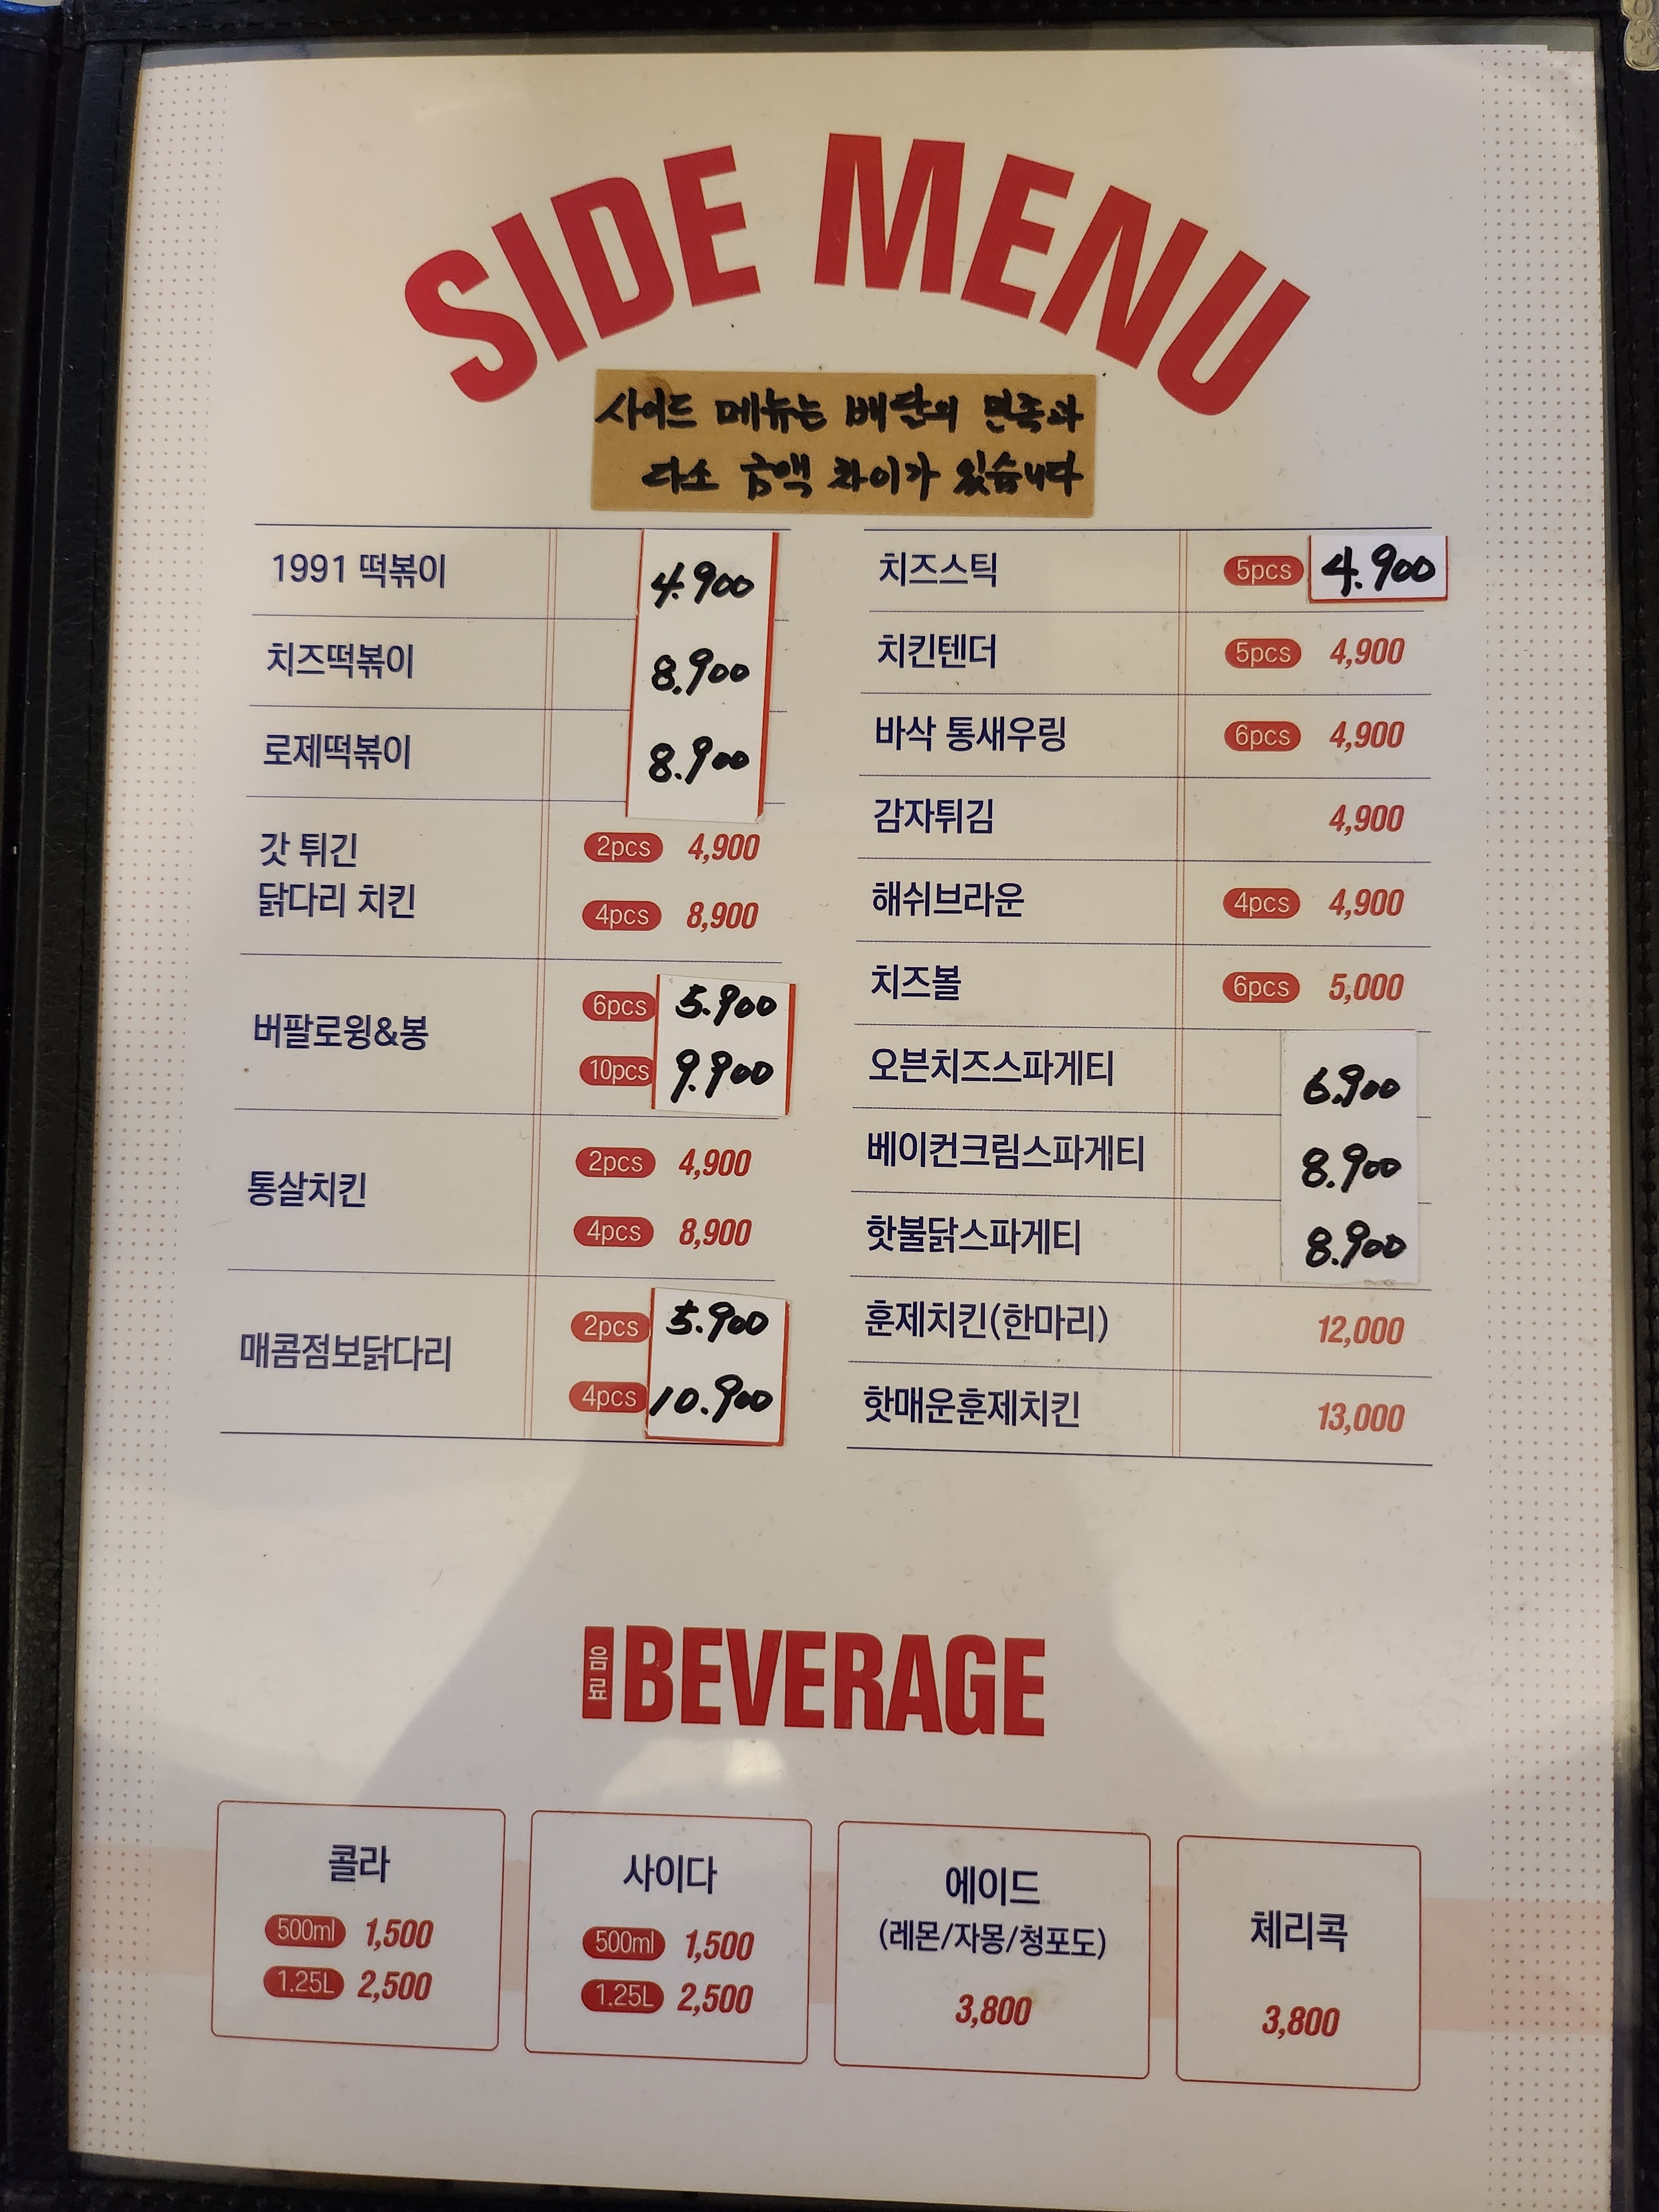 SIDE MENU
사이드 메뉴는 배달의 민족과
다소 금액 차이가 있습니다
1991 떡볶이 4.900
치즈떡볶이 8.900
로제떡볶이 8.900
갓 튀긴
닭다리 치킨
2pcs 4,900
4pcs 8,900
버팔로윙&봉
6pcs 5.900
10pcs 9.900
통살치킨
2pcs 4,900
4pcs 8,900
매콤점보닭다리
2pcs 5.900
4pcs 10.900
치즈스틱 5pcs 4.900
치킨텐더 5pcs 4,900
바삭 통새우링 6pcs 4,900
감자튀김 4,900
해쉬브라운 4pcs 4,900
치즈볼 6pcs 5,000
오븐치즈스파게티 6.900
베이컨크림스파게티 8.900
핫불닭스파게티 8.900
훈제치킨(한마리) 12,000
핫매운훈제치킨 13,000
음료 BEVERAGE
콜라
500ml 1,500
1.25L 2,500
사이다
500ml 1,500
1.25L 2,500
에이드
(레몬/자몽/청포도)
3,800
체리콕
3,800